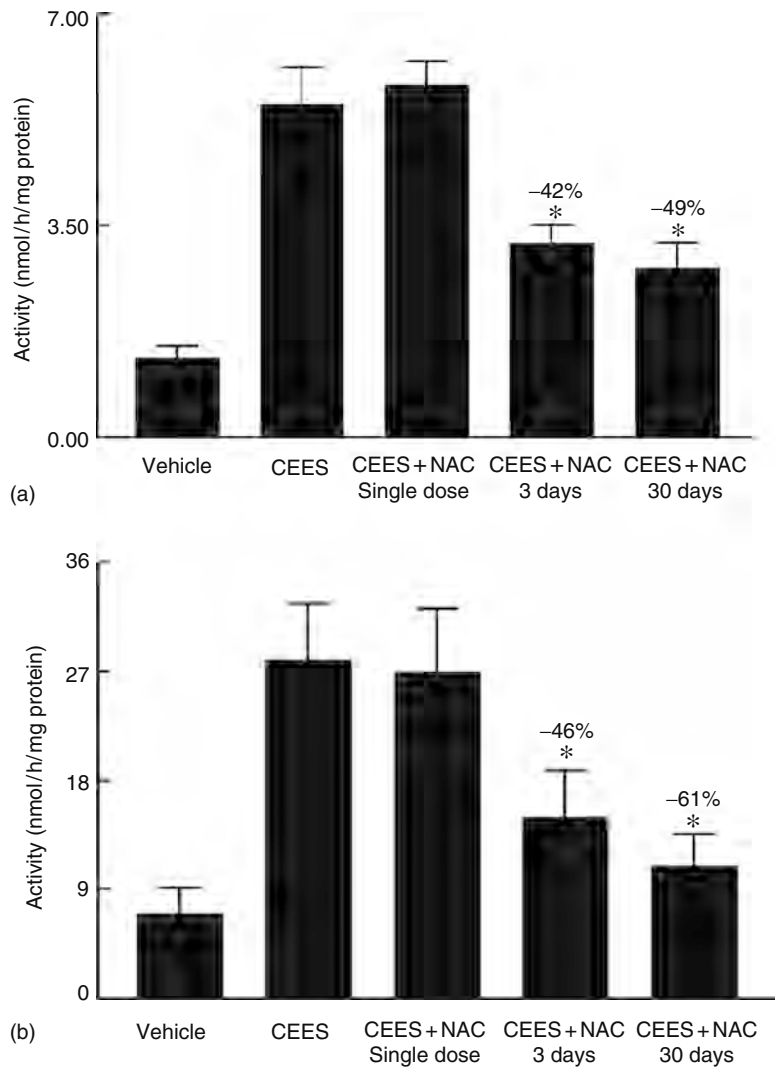 7.00
3.50
0.00
Activity (nmol/h/mg protein)
−42%
*
−49%
*
Vehicle CEES CEES + NAC CEES + NAC CEES + NAC
Single dose 3 days 30 days
(a)
36
27
18
9
0
Activity (nmol/h/mg protein)
−46%
*
−61%
*
Vehicle CEES CEES + NAC CEES + NAC CEES + NAC
Single dose 3 days 30 days
(b)